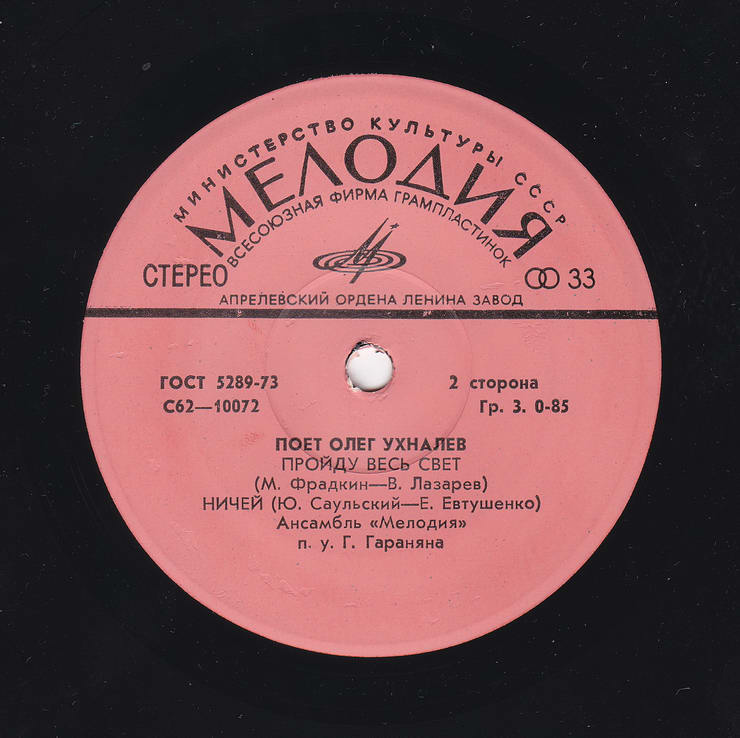 МИНИСТЕРСТВО КУЛЬТУРЫ СССР
МЕЛОДИЯ
ВСЕСОЮЗНАЯ ФИРМА ГРАМПЛАСТИНОК
СТЕРЕО
33
АПРЕЛЕВСКИЙ ОРДЕНА ЛЕНИНА ЗАВОД
ГОСТ 5289-73
2 сторона
С62—10072
Гр. 3. 0-85
ПОЕТ ОЛЕГ УХНАЛЕВ
ПРОЙДУ ВЕСЬ СВЕТ
(М. Фрадкин—В. Лазарев)
НИЧЕЙ (Ю. Саульский—Е. Евтушенко)
Ансамбль «Мелодия»
п. у. Г. Гараняна